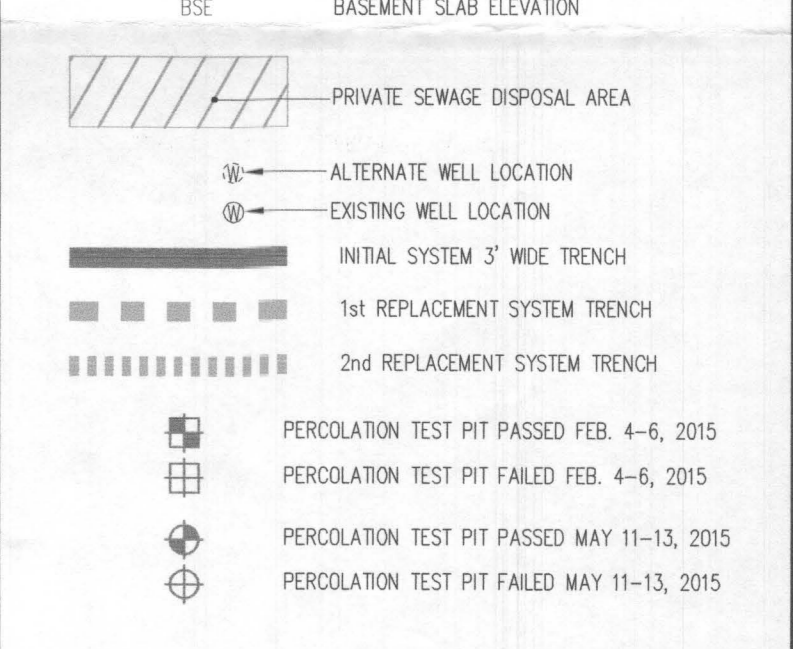 BSE BASEMENT SLAB ELEVATION
PRIVATE SEWAGE DISPOSAL AREA
W ALTERNATE WELL LOCATION
W EXISTING WELL LOCATION
INITIAL SYSTEM 3' WIDE TRENCH
1st REPLACEMENT SYSTEM TRENCH
2nd REPLACEMENT SYSTEM TRENCH
PERCOLATION TEST PIT PASSED FEB. 4-6, 2015
PERCOLATION TEST PIT FAILED FEB. 4-6, 2015
PERCOLATION TEST PIT PASSED MAY 11-13, 2015
PERCOLATION TEST PIT FAILED MAY 11-13, 2015